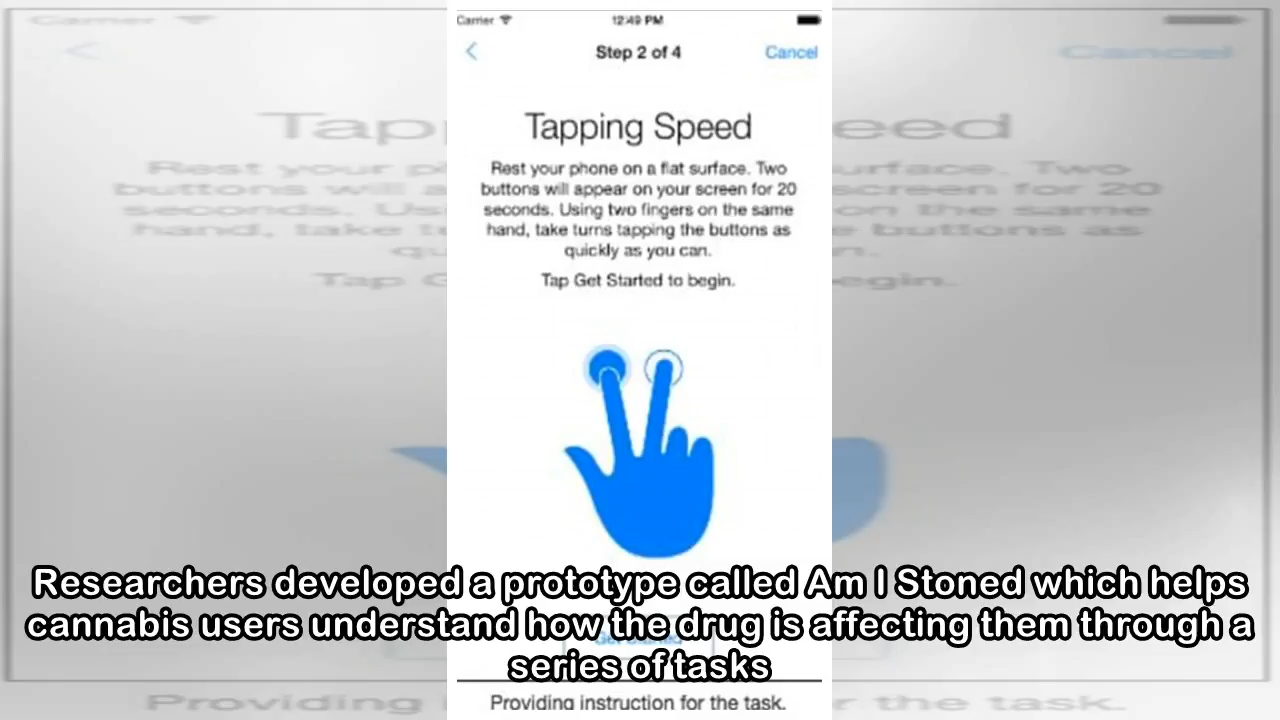 Carrier 12:49 PM
Step 2 of 4 Cancel
Tapping Speed
Rest your phone on a flat surface. Two
buttons will appear on your screen for 20
seconds. Using two fingers on the same
hand, take turns tapping the buttons as
quickly as you can.
Tap Get Started to begin.
Researchers developed a prototype called Am I Stoned which helps
cannabis users understand how the drug is affecting them through a
series of tasks
Get Started
Providing instruction for the task.